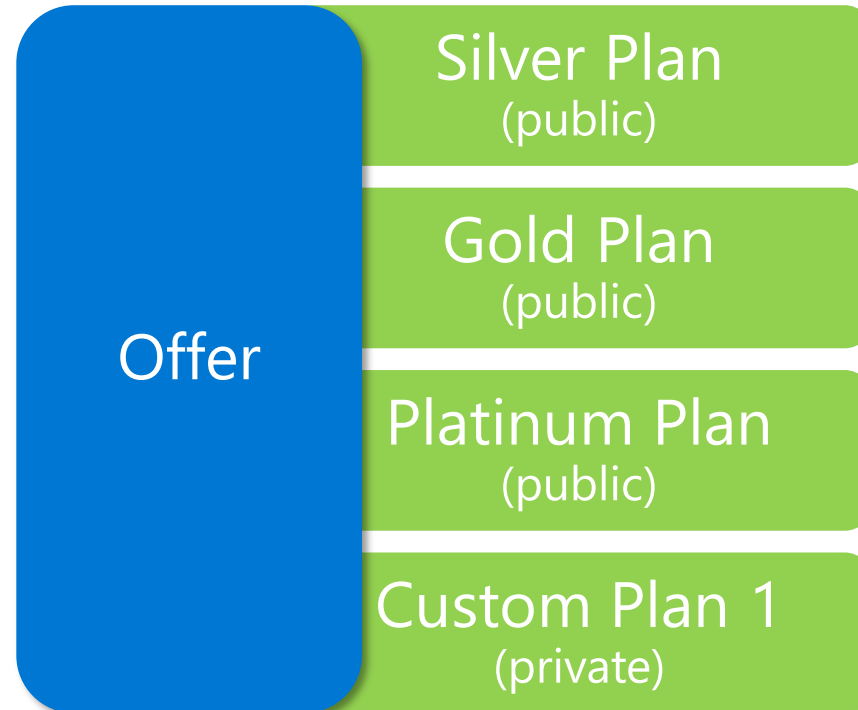 Offer
Silver Plan
(public)
Gold Plan
(public)
Platinum Plan
(public)
Custom Plan 1
(private)